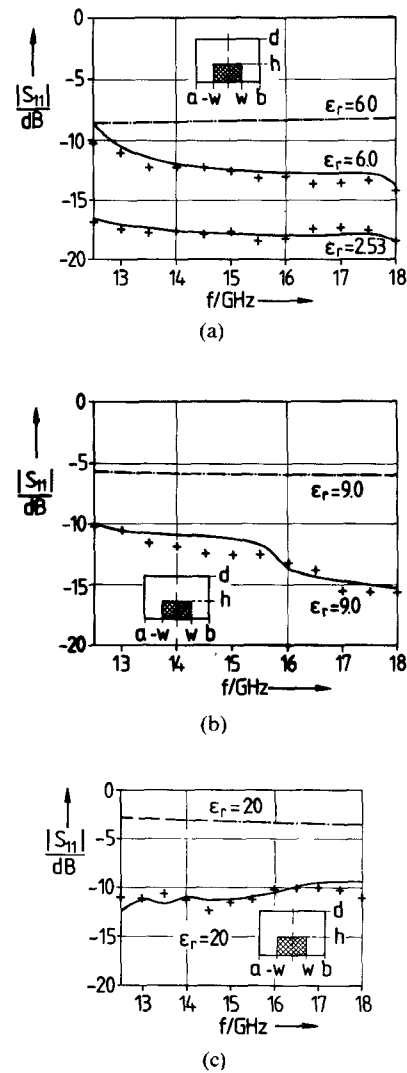 0
-5
-10
-15
-20
|S₁₁|
dB
d
h
a -w w b
εᵣ=60
εᵣ=6.0
εᵣ=2.53
13 14 15 16 17 18
f/GHz
(a)
0
-5
-10
-15
-20
|S₁₁|
dB
εᵣ=9.0
d
h
a -w w b
εᵣ=9.0
13 14 15 16 17 18
f/GHz
(b)
0
-5
-10
-15
-20
|S₁₁|
dB
εᵣ=20
d
h
εᵣ=20
a -w w b
13 14 15 16 17 18
f/GHz
(c)